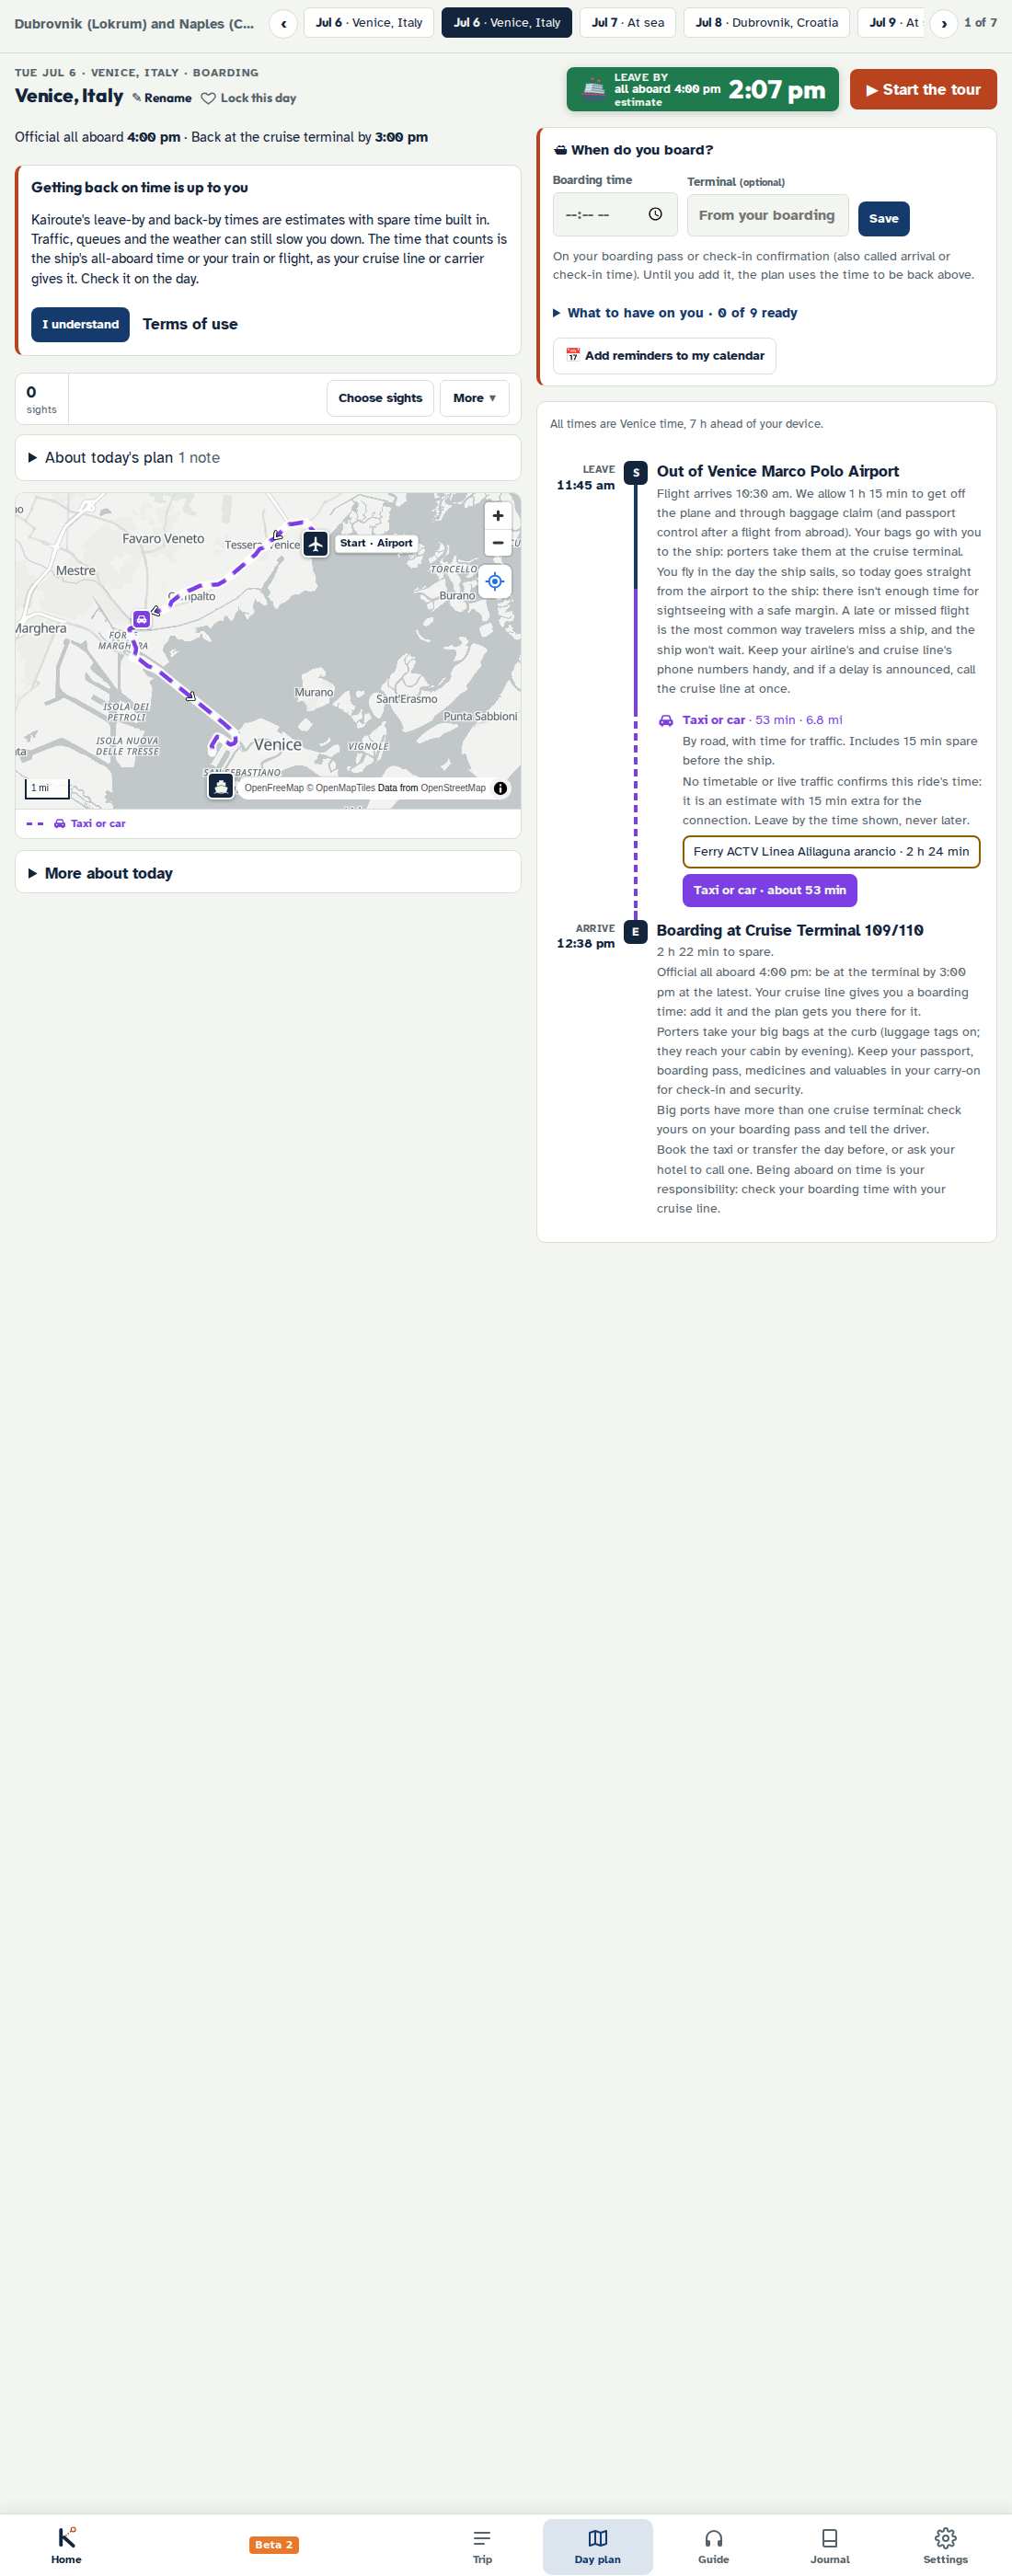 Dubrovnik (Lokrum) and Naples (C...
‹
Jul 6 · Venice, Italy
Jul 6 · Venice, Italy
Jul 7 · At sea
Jul 8 · Dubrovnik, Croatia
Jul 9 · At
›
1 of 7
TUE JUL 6 · VENICE, ITALY · BOARDING
Venice, Italy
✎ Rename
Lock this day
LEAVE BY
all aboard 4:00 pm
estimate
2:07 pm
▶ Start the tour
Official all aboard 4:00 pm · Back at the cruise terminal by 3:00 pm
Getting back on time is up to you
Kairoute's leave-by and back-by times are estimates with spare time built in.
Traffic, queues and the weather can still slow you down. The time that counts is
the ship's all-aboard time or your train or flight, as your cruise line or carrier
gives it. Check it on the day.
I understand
Terms of use
0
sights
Choose sights
More ▾
▶ About today's plan 1 note
Favaro Veneto
Mestre
Start · Airport
TORCELLO
Burano
Marghera
ISOLA DEI
PETROLI
ISOLA NUOVA
DELLE TRESSE
Murano
Sant'Erasmo
Punta Sabbioni
Venice
VIGNOLE
1 mi
OpenFreeMap © OpenMapTiles Data from OpenStreetMap
Taxi or car
▶ More about today
When do you board?
Boarding time
Terminal (optional)
--:-- --
From your boarding
Save
On your boarding pass or check-in confirmation (also called arrival or
check-in time). Until you add it, the plan uses the time to be back above.
▶ What to have on you · 0 of 9 ready
Add reminders to my calendar
All times are Venice time, 7 h ahead of your device.
LEAVE
11:45 am
S
Out of Venice Marco Polo Airport
Flight arrives 10:30 am. We allow 1 h 15 min to get off
the plane and through baggage claim (and passport
control after a flight from abroad). Your bags go with you
to the ship: porters take them at the cruise terminal.
You fly in the day the ship sails, so today goes straight
from the airport to the ship: there isn't enough time for
sightseeing with a safe margin. A late or missed flight
is the most common way travelers miss a ship, and the
ship won't wait. Keep your airline's and cruise line's
phone numbers handy, and if a delay is announced, call
the cruise line at once.
Taxi or car · 53 min · 6.8 mi
By road, with time for traffic. Includes 15 min spare
before the ship.
No timetable or live traffic confirms this ride's time:
it is an estimate with 15 min extra for the
connection. Leave by the time shown, never later.
Ferry ACTV Linea Alilaguna arancio · 2 h 24 min
Taxi or car · about 53 min
ARRIVE
12:38 pm
E
Boarding at Cruise Terminal 109/110
2 h 22 min to spare.
Official all aboard 4:00 pm: be at the terminal by 3:00
pm at the latest. Your cruise line gives you a boarding
time: add it and the plan gets you there for it.
Porters take your big bags at the curb (luggage tags on;
they reach your cabin by evening). Keep your passport,
boarding pass, medicines and valuables in your carry-on
for check-in and security.
Big ports have more than one cruise terminal: check
yours on your boarding pass and tell the driver.
Book the taxi or transfer the day before, or ask your
hotel to call one. Being aboard on time is your
responsibility: check your boarding time with your
cruise line.
Home
Beta 2
Trip
Day plan
Guide
Journal
Settings